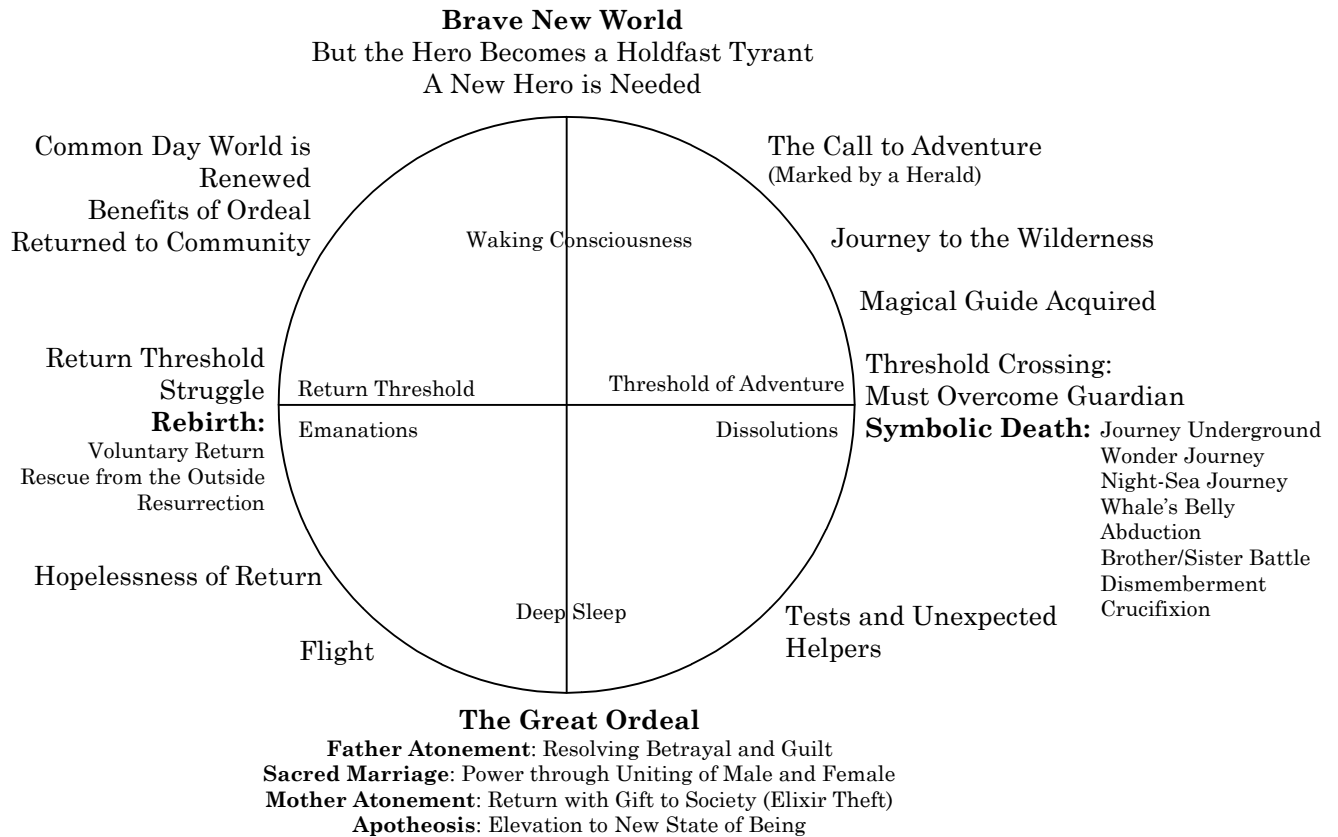 Brave New World
But the Hero Becomes a Holdfast Tyrant
A New Hero is Needed
The Call to Adventure
(Marked by a Herald)
Journey to the Wilderness
Magical Guide Acquired
Threshold Crossing:
Must Overcome Guardian
Symbolic Death: Journey Underground
Wonder Journey
Night-Sea Journey
Whale's Belly
Abduction
Brother/Sister Battle
Dismemberment
Crucifixion
Tests and Unexpected
Helpers
The Great Ordeal
Father Atonement: Resolving Betrayal and Guilt
Sacred Marriage: Power through Uniting of Male and Female
Mother Atonement: Return with Gift to Society (Elixir Theft)
Apotheosis: Elevation to New State of Being
Flight
Hopelessness of Return
Return Threshold
Struggle
Rebirth:
Voluntary Return
Rescue from the Outside
Resurrection
Common Day World is
Renewed
Benefits of Ordeal
Returned to Community
Waking Consciousness
Return Threshold
Threshold of Adventure
Emanations
Dissolutions
Deep Sleep